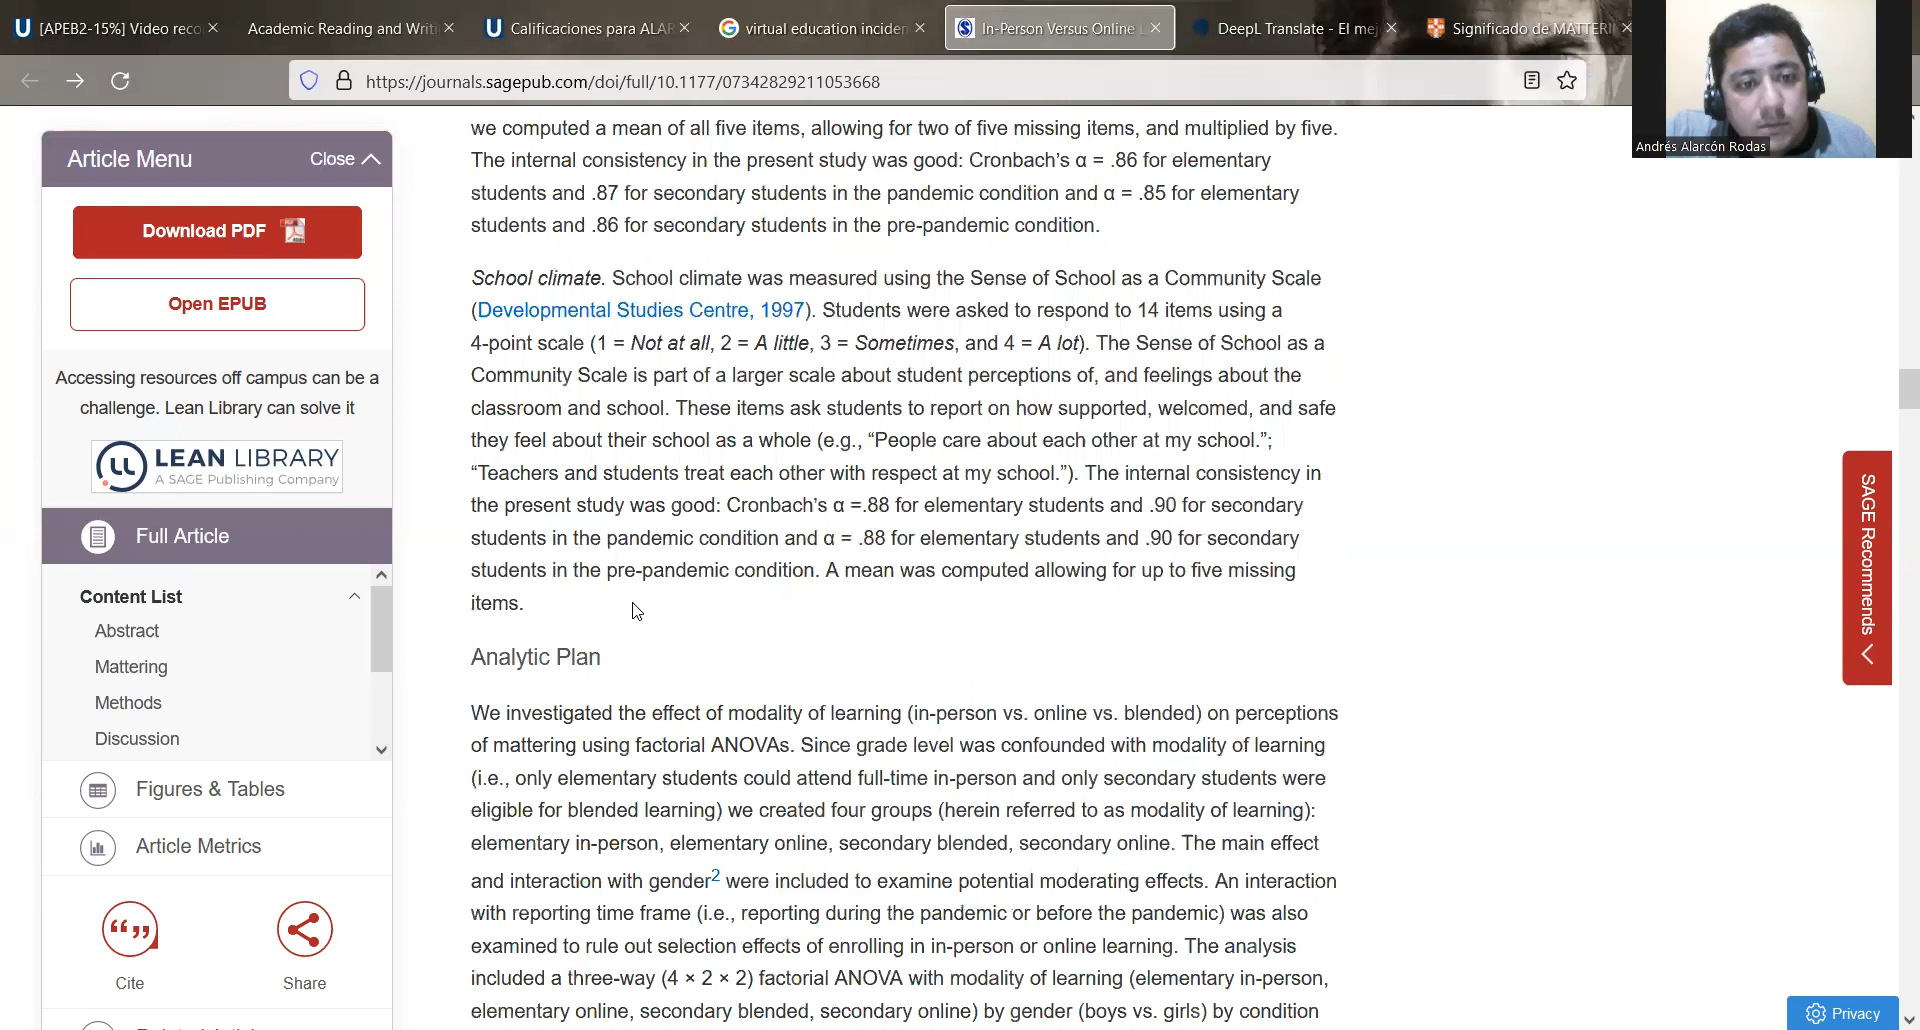 [APEB2-15%] Video reco
Academic Reading and Writi
Calificaciones para ALAR
virtual education inciden
In-Person Versus Online L
DeepL Translate - El mej
Significado de MATTERI
https://journals.sagepub.com/doi/full/10.1177/07342829211053668
Andrés Alarcón Rodas
Article Menu
Close
Download PDF
Open EPUB
Accessing resources off campus can be a
challenge. Lean Library can solve it
LEAN LIBRARY
A SAGE Publishing Company
Full Article
Content List
Abstract
Mattering
Methods
Discussion
Figures & Tables
Article Metrics
Cite
Share
we computed a mean of all five items, allowing for two of five missing items, and multiplied by five.
The internal consistency in the present study was good: Cronbach’s α = .86 for elementary
students and .87 for secondary students in the pandemic condition and α = .85 for elementary
students and .86 for secondary students in the pre-pandemic condition.
School climate. School climate was measured using the Sense of School as a Community Scale
(Developmental Studies Centre, 1997). Students were asked to respond to 14 items using a
4-point scale (1 = Not at all, 2 = A little, 3 = Sometimes, and 4 = A lot). The Sense of School as a
Community Scale is part of a larger scale about student perceptions of, and feelings about the
classroom and school. These items ask students to report on how supported, welcomed, and safe
they feel about their school as a whole (e.g., “People care about each other at my school.”;
“Teachers and students treat each other with respect at my school.”). The internal consistency in
the present study was good: Cronbach’s α =.88 for elementary students and .90 for secondary
students in the pandemic condition and α = .88 for elementary students and .90 for secondary
students in the pre-pandemic condition. A mean was computed allowing for up to five missing
items.
Analytic Plan
We investigated the effect of modality of learning (in-person vs. online vs. blended) on perceptions
of mattering using factorial ANOVAs. Since grade level was confounded with modality of learning
(i.e., only elementary students could attend full-time in-person and only secondary students were
eligible for blended learning) we created four groups (herein referred to as modality of learning):
elementary in-person, elementary online, secondary blended, secondary online. The main effect
and interaction with gender2 were included to examine potential moderating effects. An interaction
with reporting time frame (i.e., reporting during the pandemic or before the pandemic) was also
examined to rule out selection effects of enrolling in in-person or online learning. The analysis
included a three-way (4 × 2 × 2) factorial ANOVA with modality of learning (elementary in-person,
elementary online, secondary blended, secondary online) by gender (boys vs. girls) by condition
SAGE Recommends
Privacy